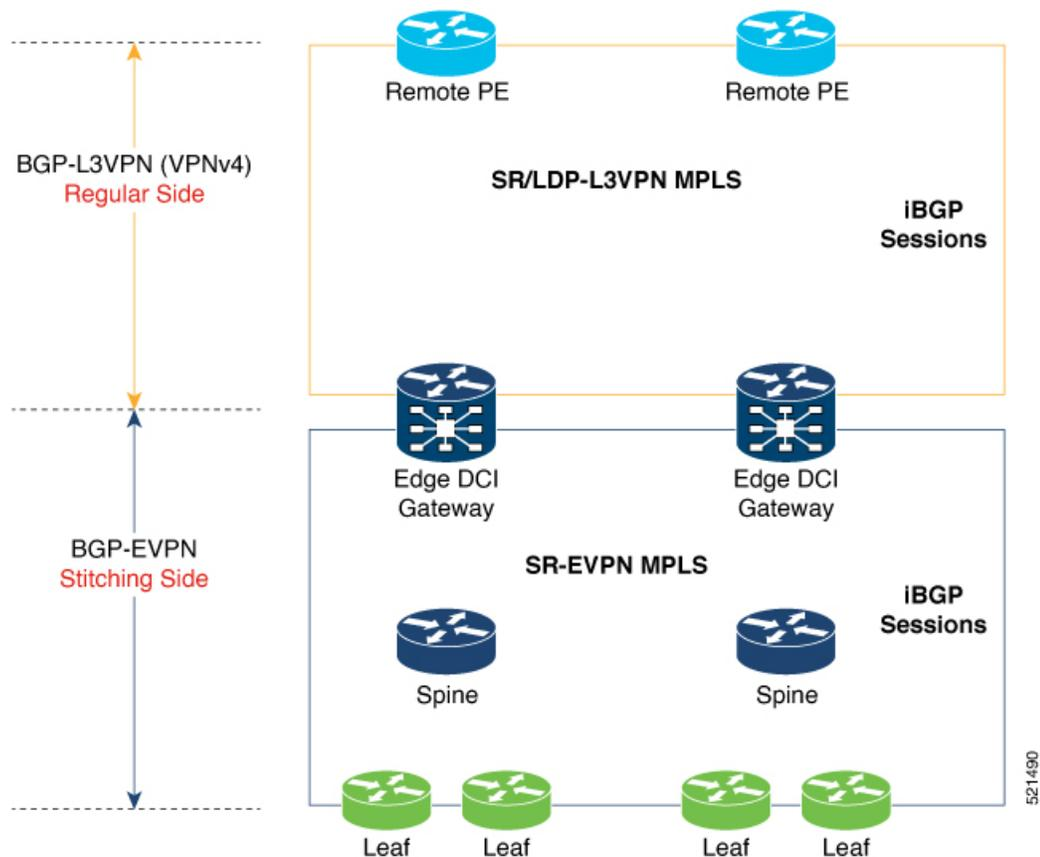 Remote PE
Remote PE
BGP-L3VPN (VPNv4)
Regular Side
SR/LDP-L3VPN MPLS
iBGP
Sessions
Edge DCI
Gateway
Edge DCI
Gateway
BGP-EVPN
Stitching Side
SR-EVPN MPLS
iBGP
Sessions
Spine
Spine
Leaf
Leaf
Leaf
Leaf
521490